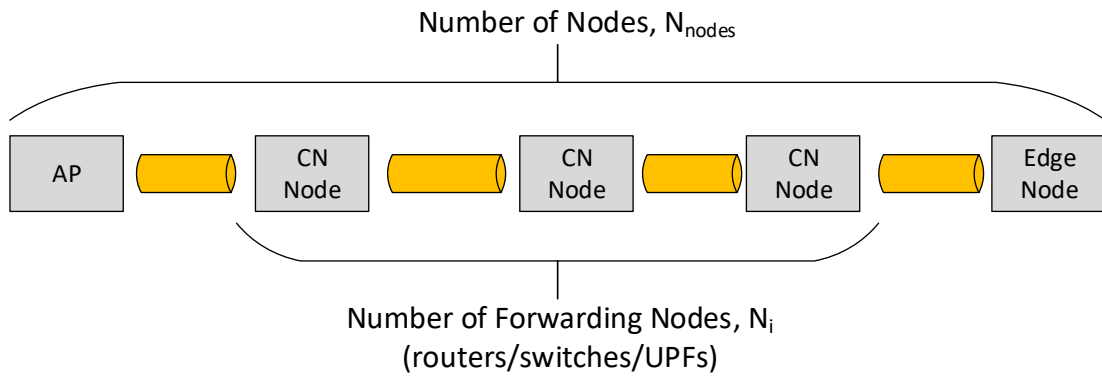 Number of Nodes, Nnodes
AP
CN
Node
CN
Node
CN
Node
Edge
Node
Number of Forwarding Nodes, Ni
(routers/switches/UPFs)